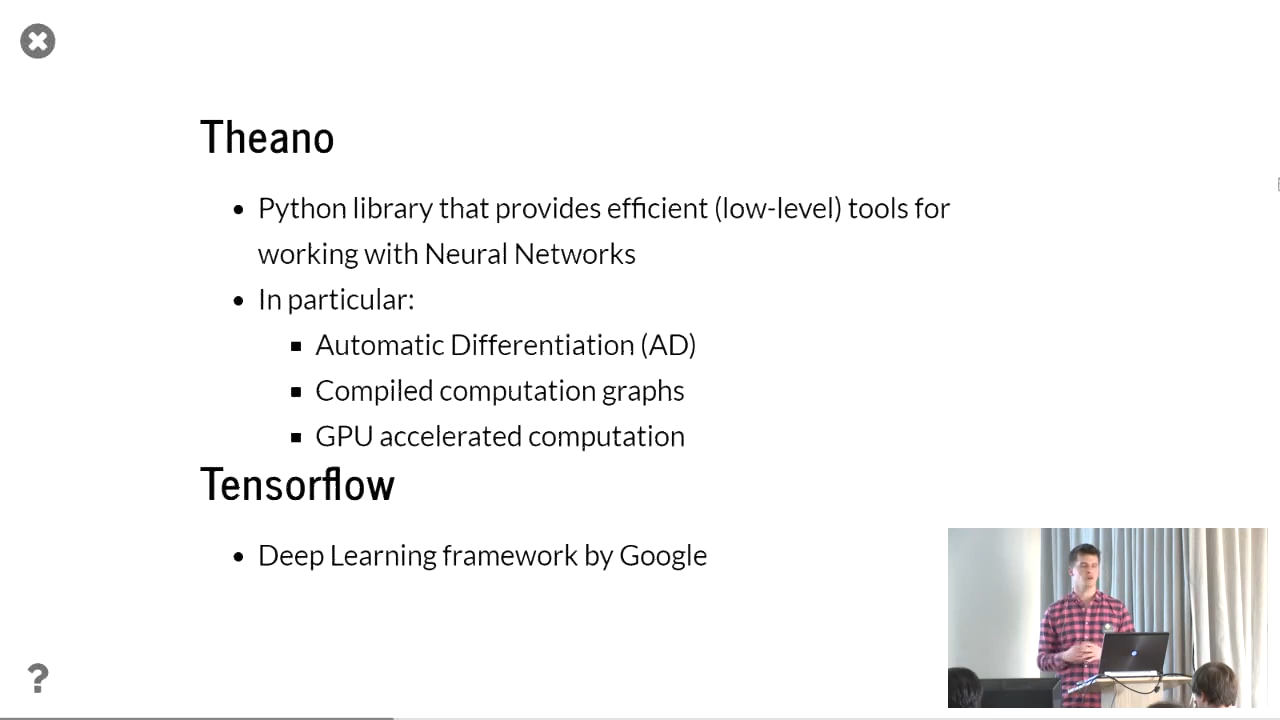 Theano
Python library that provides efficient (low-level) tools for
working with Neural Networks
In particular:
Automatic Differentiation (AD)
Compiled computation graphs
GPU accelerated computation
Tensorflow
Deep Learning framework by Google
?